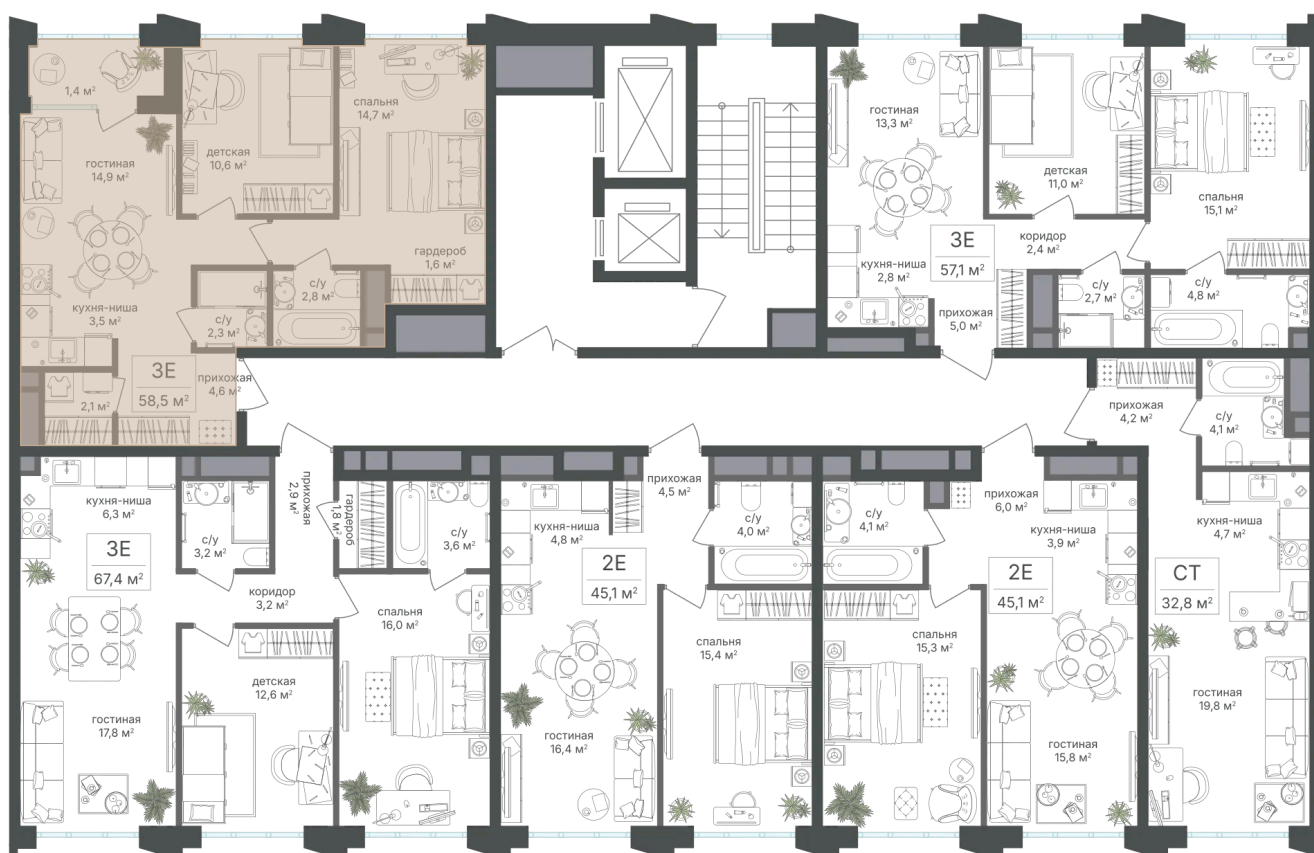 1,4 м²
гостиная
14,9 м²
детская
10,6 м²
спальня
14,7 м²
гардероб
1,6 м²
с/у
2,8 м²
с/у
2,3 м²
кухня-ниша
3,5 м²
3Е
58,5 м²
прихожая
4,6 м²
2,1 м²
гостиная
13,3 м²
детская
11,0 м²
спальня
15,1 м²
3Е
57,1 м²
коридор
2,4 м²
кухня-ниша
2,8 м²
прихожая
5,0 м²
с/у
2,7 м²
с/у
4,8 м²
кухня-ниша
6,3 м²
3Е
67,4 м²
с/у
3,2 м²
прихожая
2,9 м²
гардероб
1,8 м²
с/у
3,6 м²
коридор
3,2 м²
спальня
16,0 м²
детская
12,6 м²
гостиная
17,8 м²
прихожая
4,5 м²
кухня-ниша
4,8 м²
2Е
45,1 м²
с/у
4,0 м²
спальня
15,4 м²
гостиная
16,4 м²
с/у
4,1 м²
прихожая
6,0 м²
кухня-ниша
3,9 м²
2Е
45,1 м²
спальня
15,3 м²
гостиная
15,8 м²
прихожая
4,2 м²
с/у
4,1 м²
кухня-ниша
4,7 м²
СТ
32,8 м²
гостиная
19,8 м²